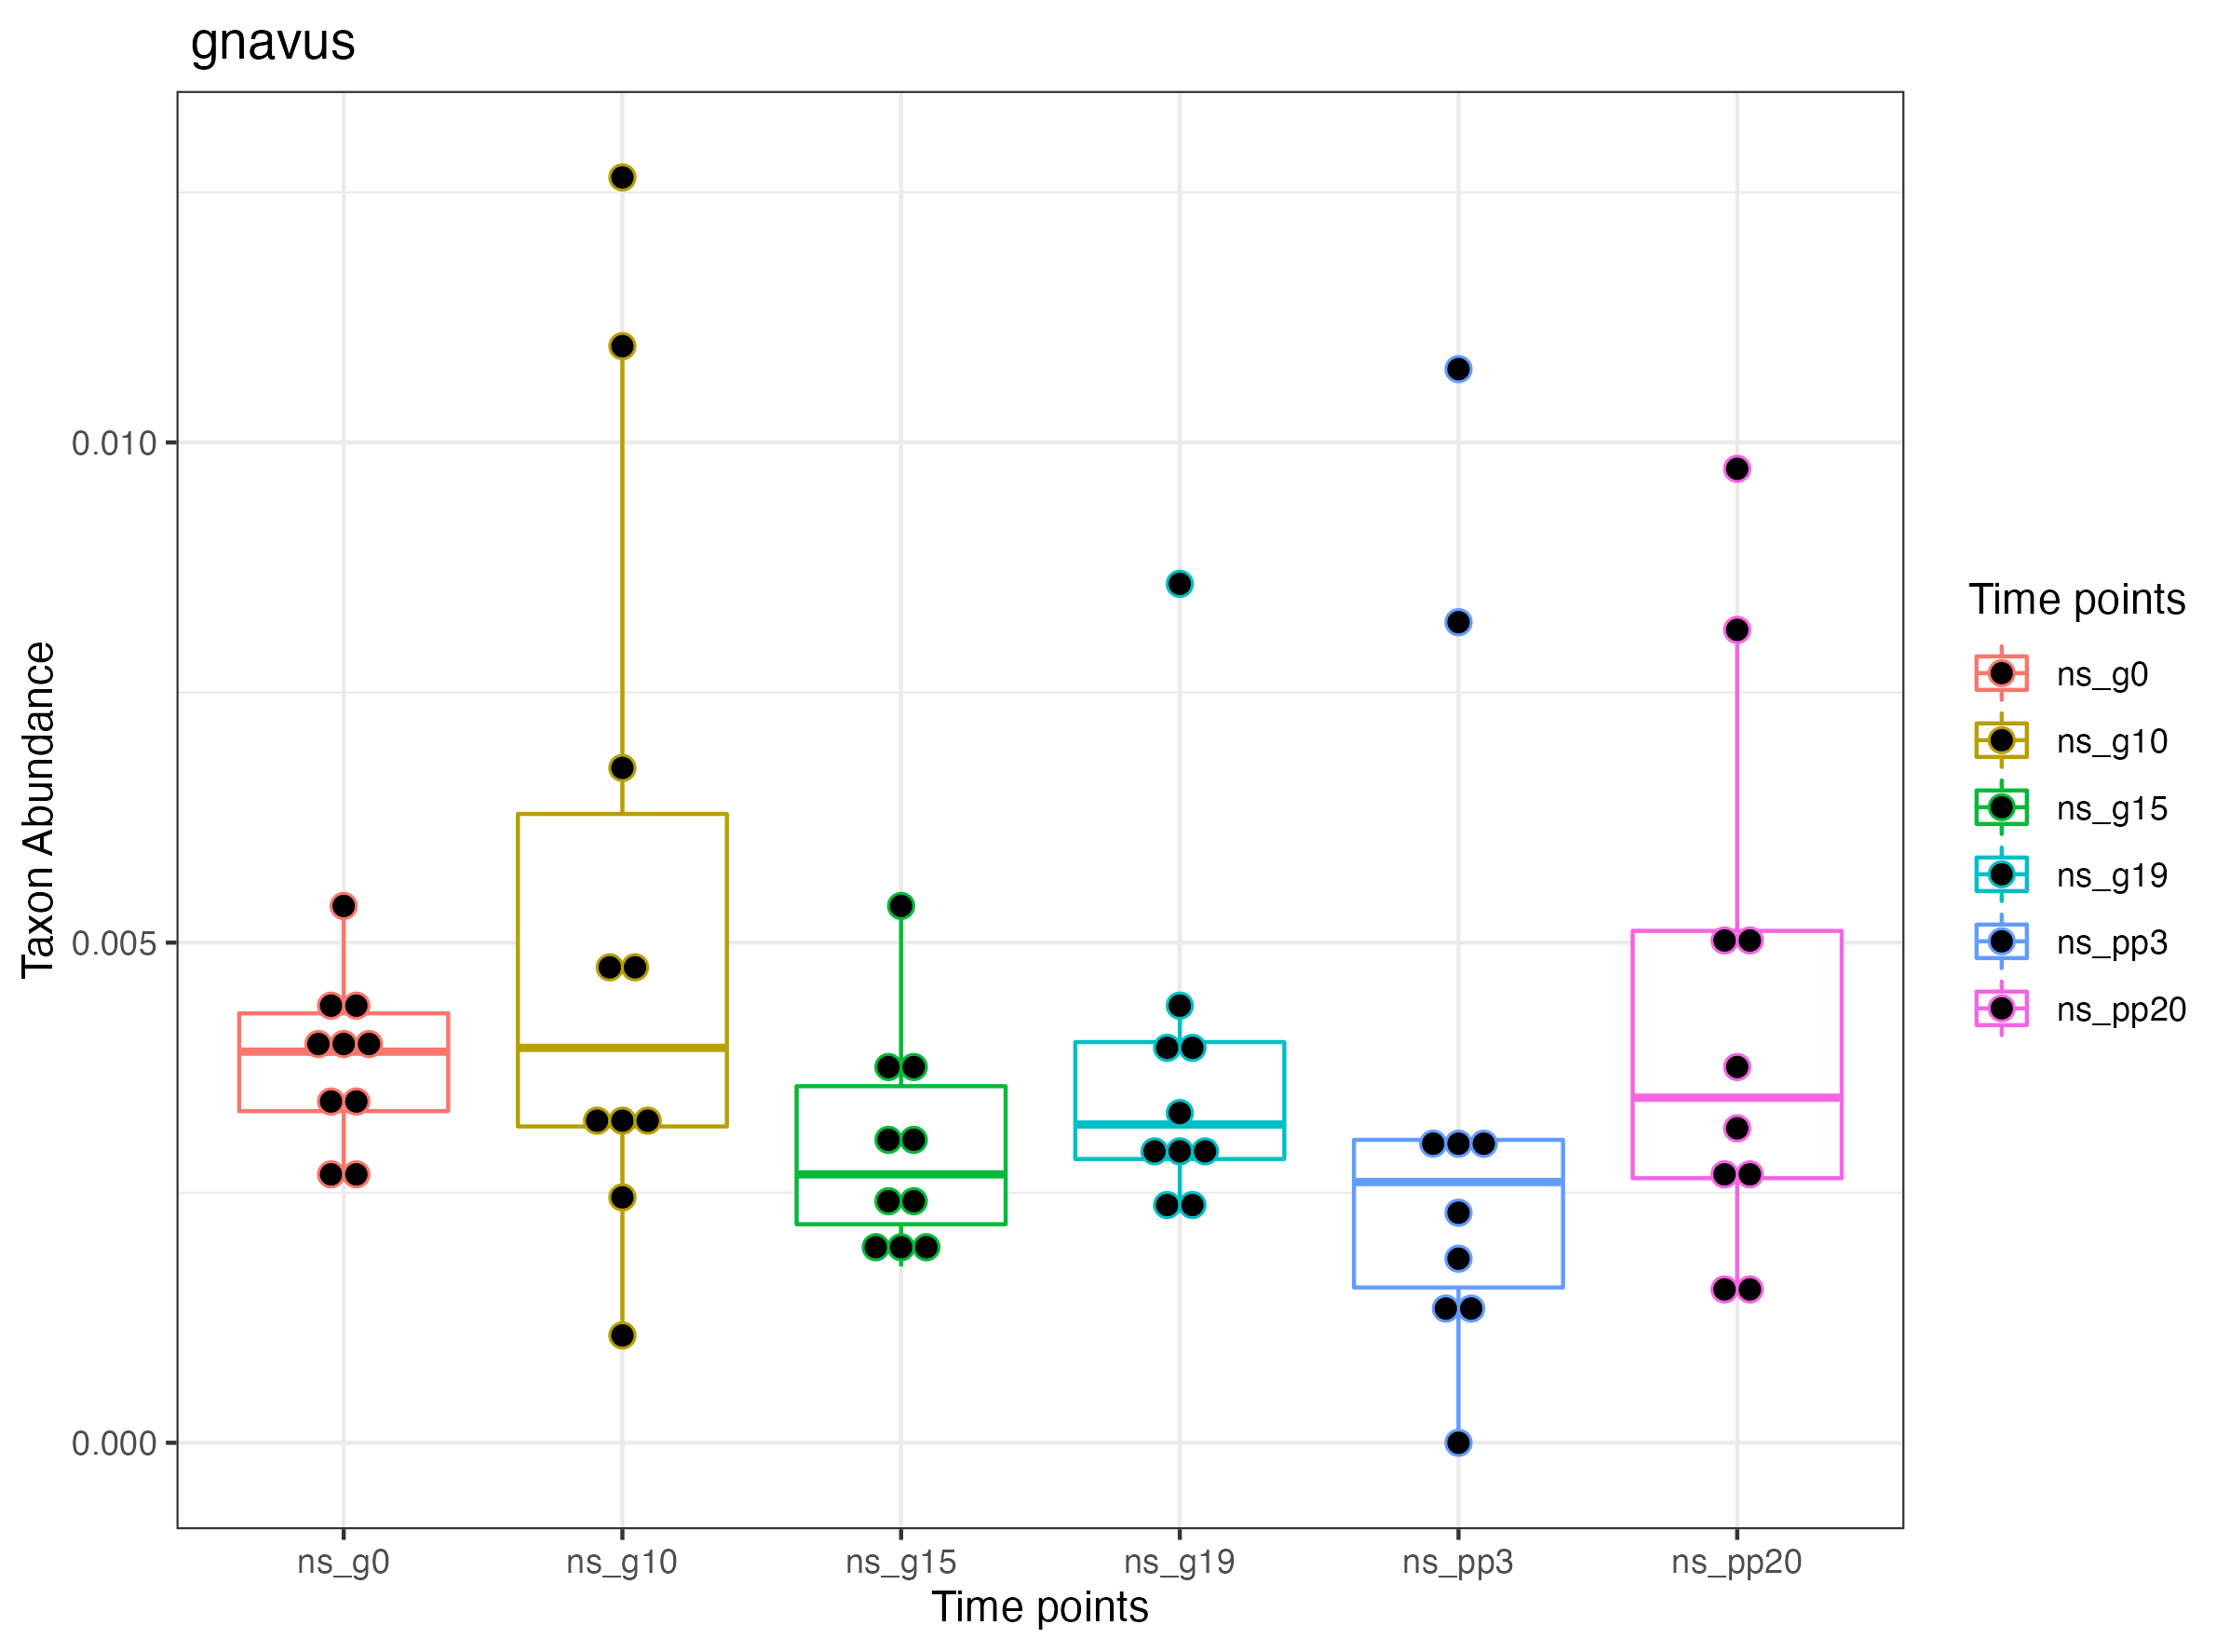 gnavus
Taxon Abundance
0.010
0.005
0.000
ns_g0
ns_g10
ns_g15
ns_g19
ns_pp3
ns_pp20
Time points
Time points
ns_g0
ns_g10
ns_g15
ns_g19
ns_pp3
ns_pp20